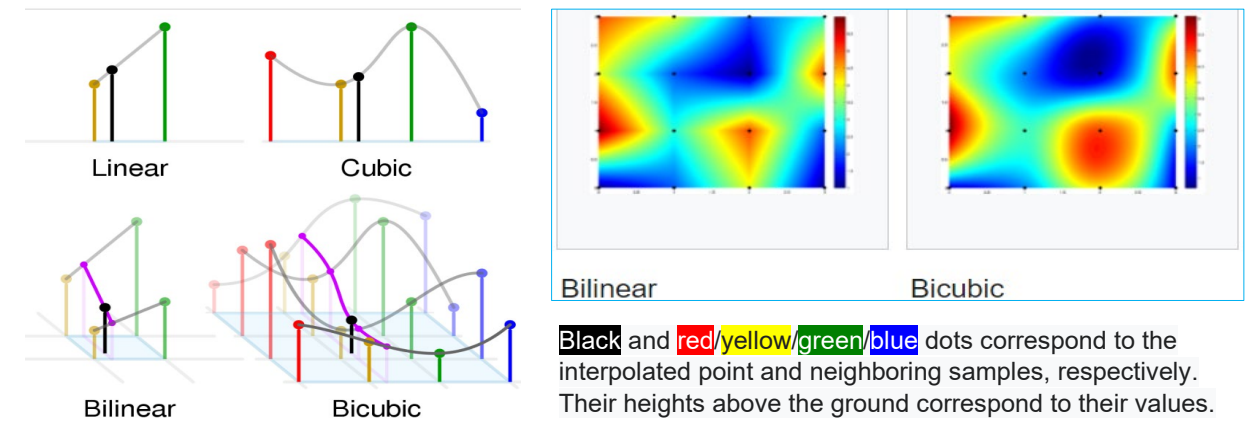 Linear
Cubic
Bilinear
Bicubic
Bilinear
Bicubic
Black and red/yellow/green/blue dots correspond to the
interpolated point and neighboring samples, respectively.
Their heights above the ground correspond to their values.